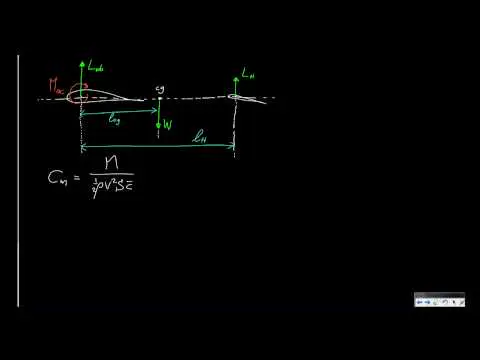 L_wb
M_ac
cg
L_H
l_cg
W
l_H
C_m = M / (½ρV²Sc̄)